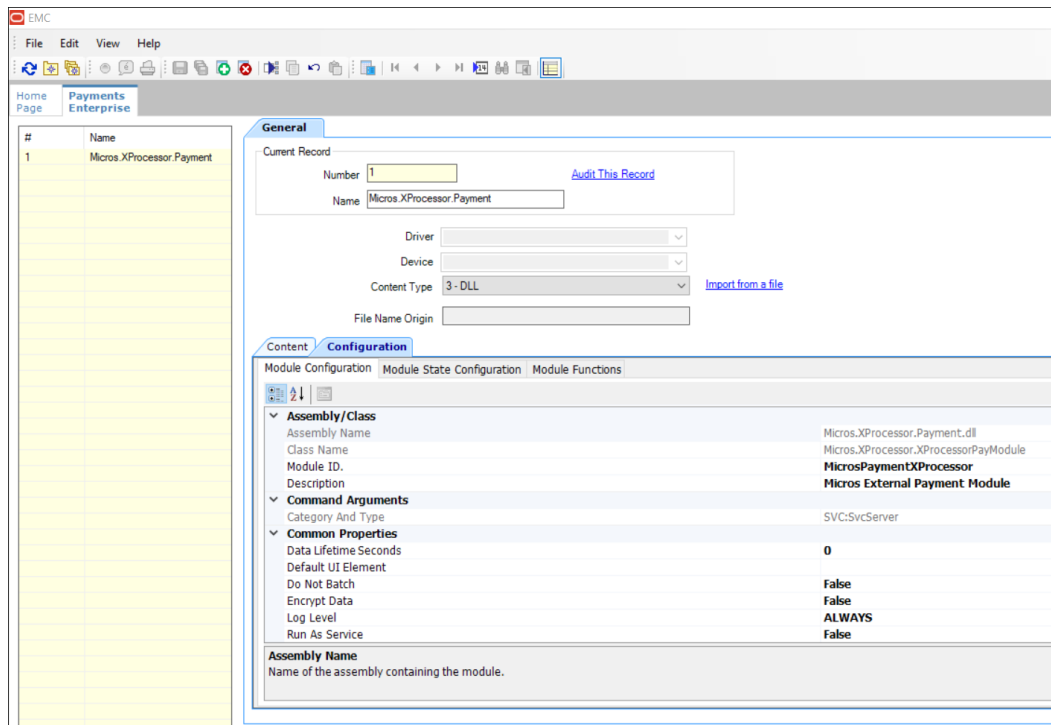 EMC
File Edit View Help
Home Page
Payments Enterprise
# Name
1 Micros.XProcessor.Payment
General
Current Record
Number 1 Audit This Record
Name Micros.XProcessor.Payment
Driver
Device
Content Type 3 - DLL Import from a file
File Name Origin
Content Configuration
Module Configuration Module State Configuration Module Functions
Assembly/Class
Assembly Name Micros.XProcessor.Payment.dll
Class Name Micros.XProcessor.XProcessorPayModule
Module ID. MicrosPaymentXProcessor
Description Micros External Payment Module
Command Arguments
Category And Type SVC:SvcServer
Common Properties
Data Lifetime Seconds 0
Default UI Element
Do Not Batch False
Encrypt Data False
Log Level ALWAYS
Run As Service False
Assembly Name
Name of the assembly containing the module.